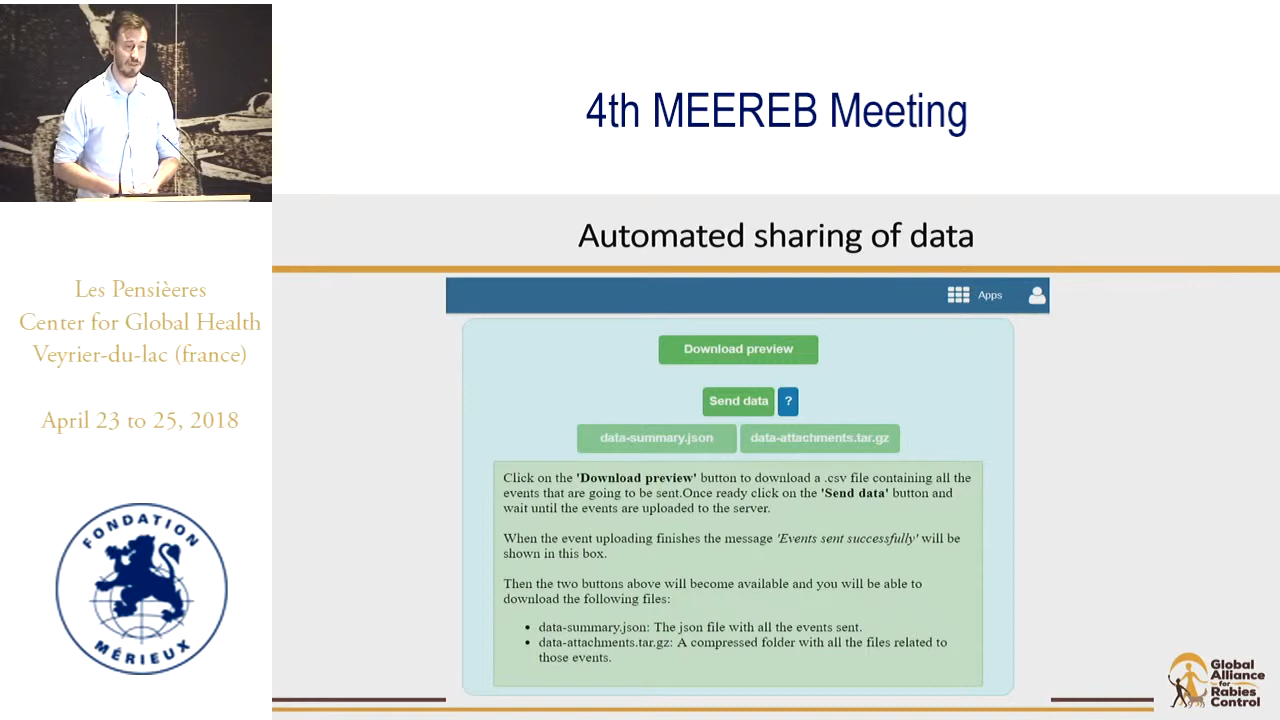 4th MEEREB Meeting
Automated sharing of data
Les Pensièeres
Center for Global Health
Veyrier-du-lac (france)
April 23 to 25, 2018
FONDATION
MÉRIEUX
Apps
Download preview
Send data ?
data-summary.json data-attachments.tar.gz
Click on the 'Download preview' button to download a .csv file containing all the
events that are going to be sent.Once ready click on the 'Send data' button and
wait until the events are uploaded to the server.
When the event uploading finishes the message 'Events sent successfully' will be
shown in this box.
Then the two buttons above will become available and you will be able to
download the following files:
• data-summary.json: The json file with all the events sent.
• data-attachments.tar.gz: A compressed folder with all the files related to
those events.
Global
Alliance
for
Rabies
Control